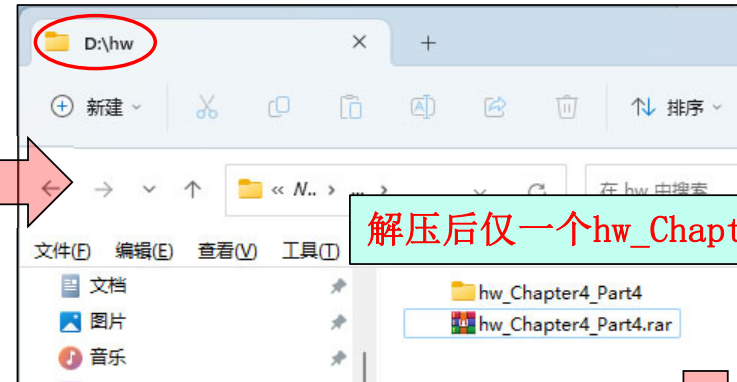 D:\hw
新建
排序
« N.. › ... ›
在 hw 中搜索
解压后仅一个hw_Chapt
文件(F) 编辑(E) 查看(V) 工具(T)
文档
hw_Chapter4_Part4
图片
hw_Chapter4_Part4.rar
音乐